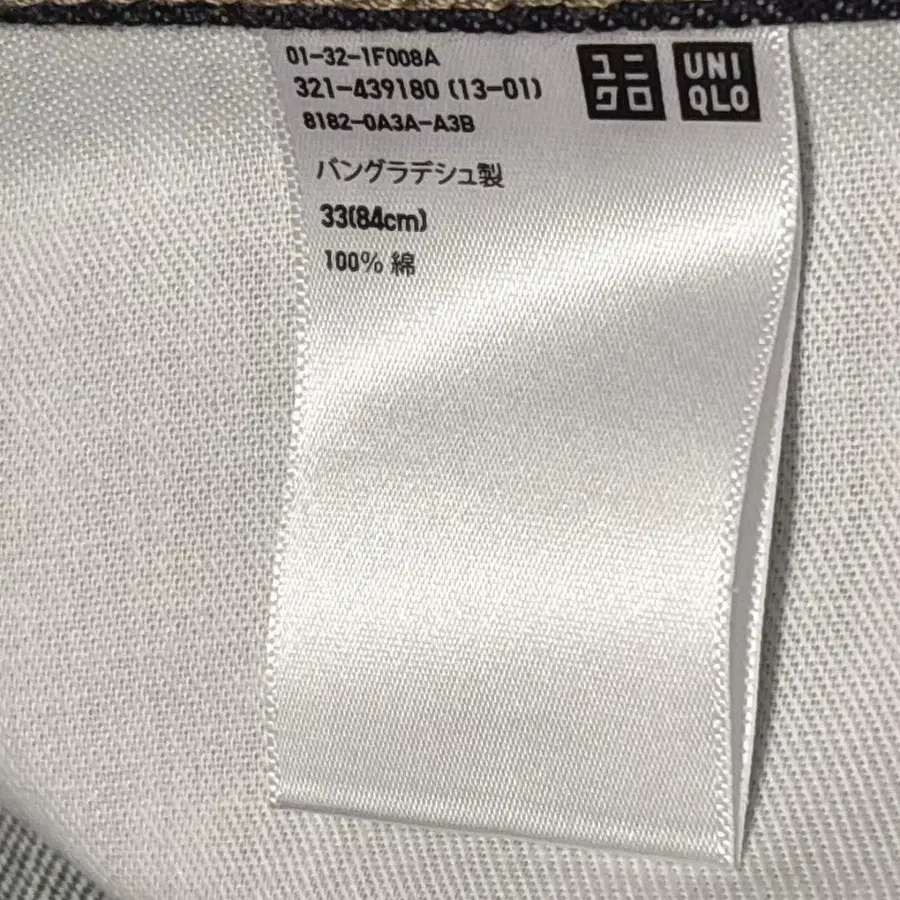 01-32-1F008A
321-439180 (13-01)
8182-0A3A-A3B
バングラデシュ製
33(84cm)
100% 綿
ユニ
クロ
UNI
QLO